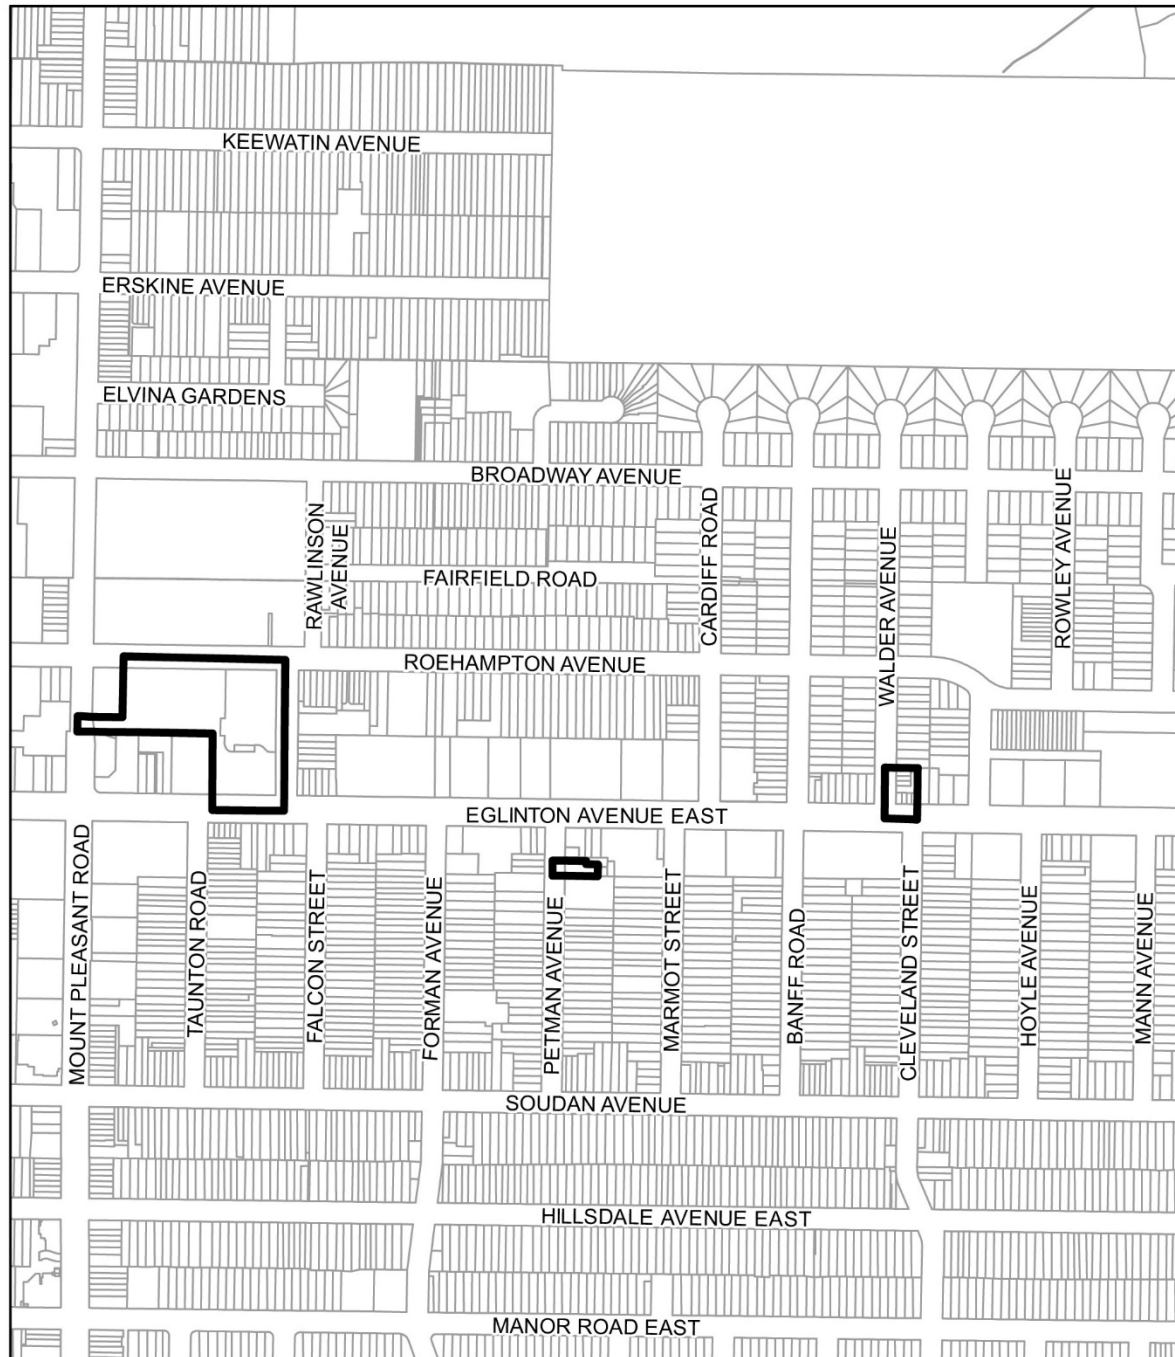 KEEWATIN AVENUE
ERSKINE AVENUE
ELVINA GARDENS
BROADWAY AVENUE
RAWLINSON
AVENUE
FAIRFIELD ROAD
CARDIFF ROAD
WALDER AVENUE
ROWLEY AVENUE
ROEHAMPTON AVENUE
EGLINTON AVENUE EAST
MOUNT PLEASANT ROAD
TAUNTON ROAD
FALCON STREET
FORMAN AVENUE
PETMAN AVENUE
MARMOT STREET
BANFF ROAD
CLEVELAND STREET
HOYLE AVENUE
MANN AVENUE
SOUDAN AVENUE
HILLSDALE AVENUE EAST
MANOR ROAD EAST